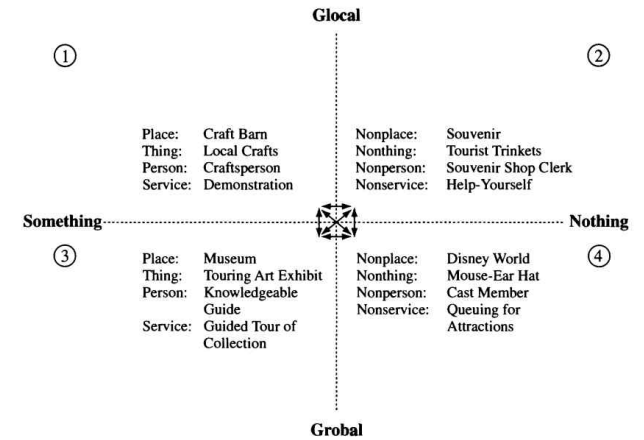 Glocal
①
②
Place: Craft Barn
Thing: Local Crafts
Person: Craftsperson
Service: Demonstration
Nonplace: Souvenir
Nonthing: Tourist Trinkets
Nonperson: Souvenir Shop Clerk
Nonservice: Help-Yourself
Something
Nothing
③
④
Place: Museum
Thing: Touring Art Exhibit
Person: Knowledgeable
Guide
Service: Guided Tour of
Collection
Nonplace: Disney World
Nonthing: Mouse-Ear Hat
Nonperson: Cast Member
Nonservice: Queuing for
Attractions
Grobal